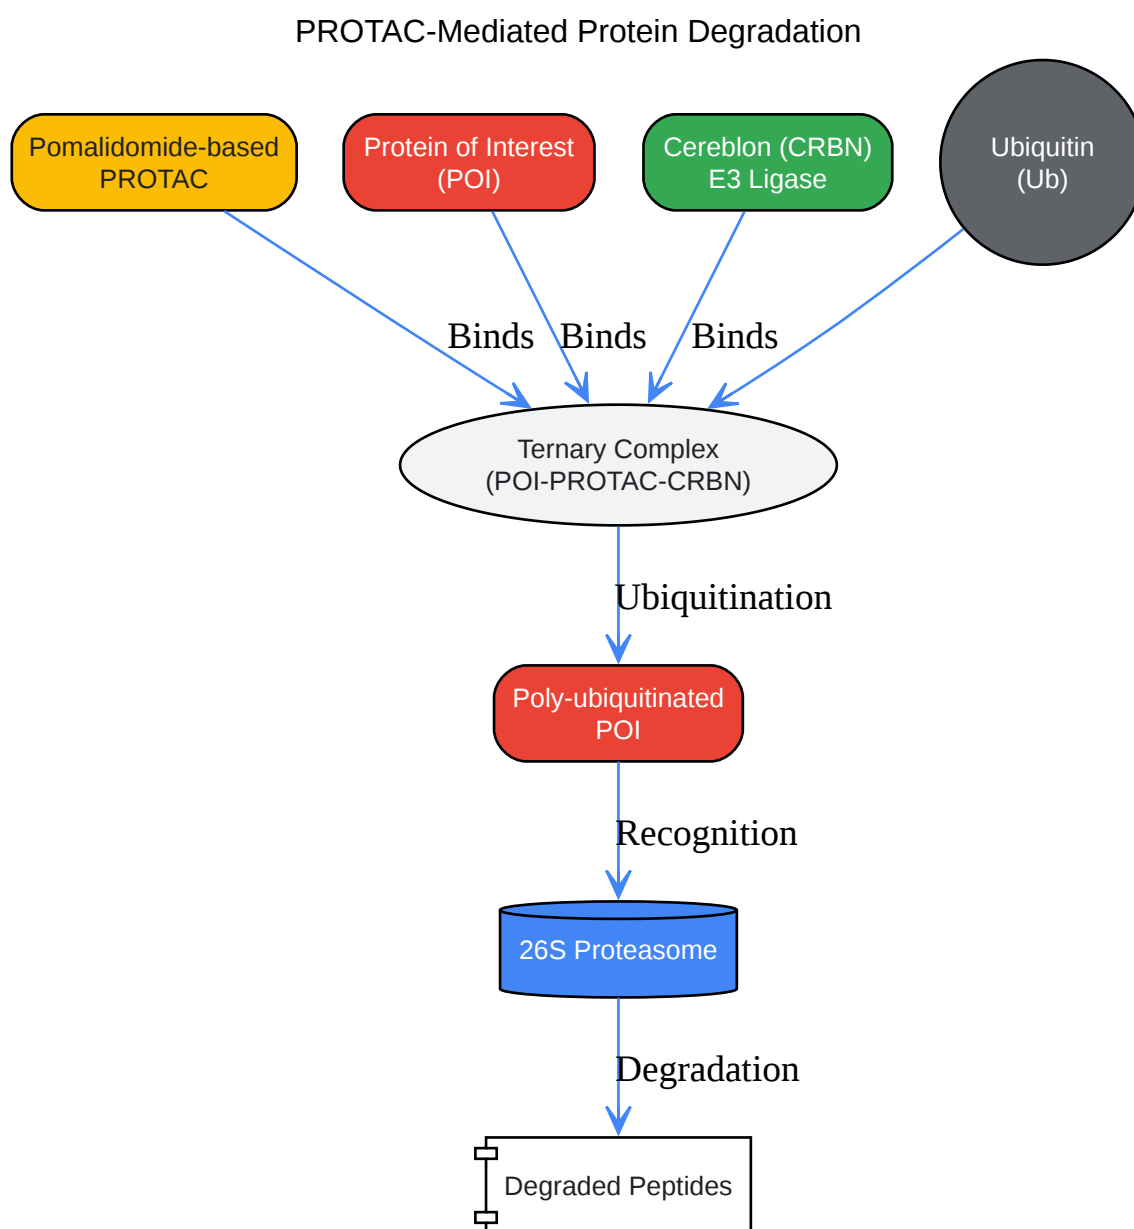 PROTAC-Mediated Protein Degradation
Pomalidomide-based
PROTAC
Protein of Interest
(POI)
Cereblon (CRBN)
E3 Ligase
Ubiquitin
(Ub)
Binds
Binds
Binds
Ternary Complex
(POI-PROTAC-CRBN)
Ubiquitination
Poly-ubiquitinated
POI
Recognition
26S Proteasome
Degradation
Degraded Peptides